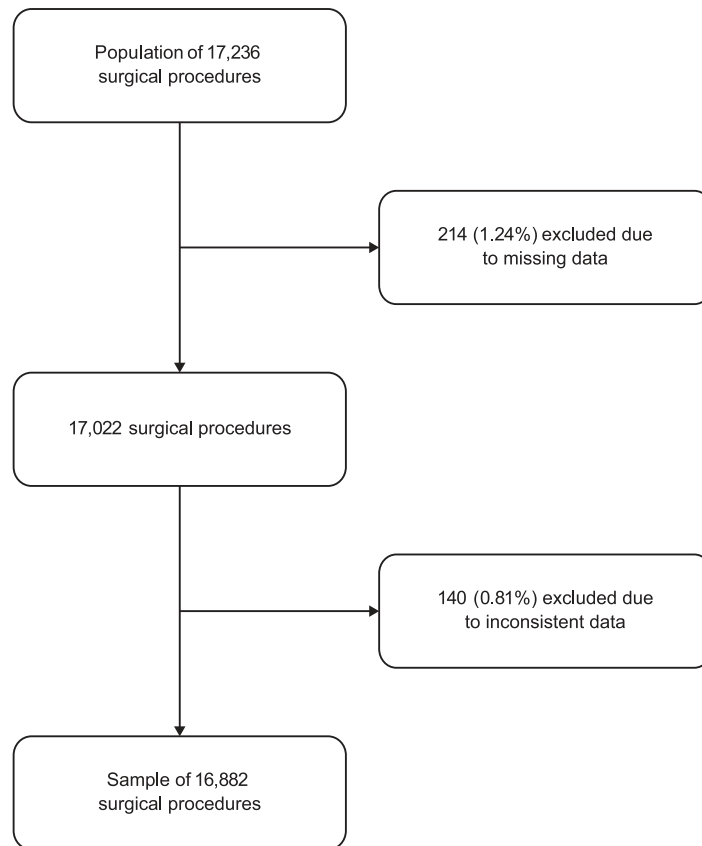 Population of 17,236
surgical procedures
214 (1.24%) excluded due
to missing data
17,022 surgical procedures
140 (0.81%) excluded due
to inconsistent data
Sample of 16,882
surgical procedures